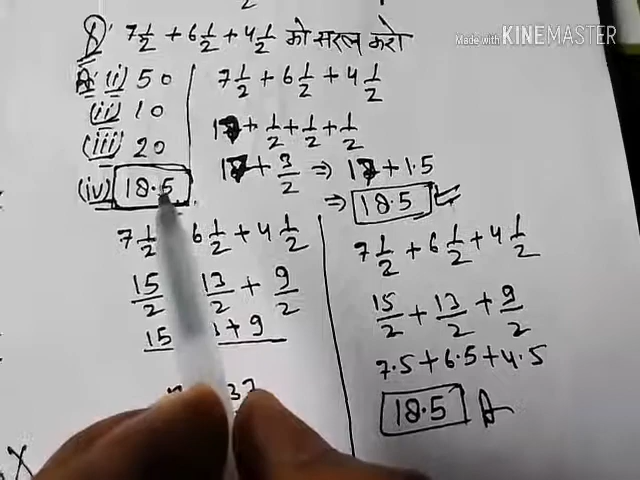 Made with KINEMASTER
Q 7 1/2 + 6 1/2 + 4 1/2 को सरल करो
(i) 50
(ii) 10
(iii) 20
(iv) 18.5
7 1/2 + 6 1/2 + 4 1/2
17 + 1/2 + 1/2 + 1/2
17 + 3/2 ⇒ 17 + 1.5
⇒ 18.5
7 1/2 6 1/2 + 4 1/2
15/2 13/2 + 9/2
15 + 9
37
7 1/2 + 6 1/2 + 4 1/2
15/2 + 13/2 + 9/2
7.5 + 6.5 + 4.5
18.5